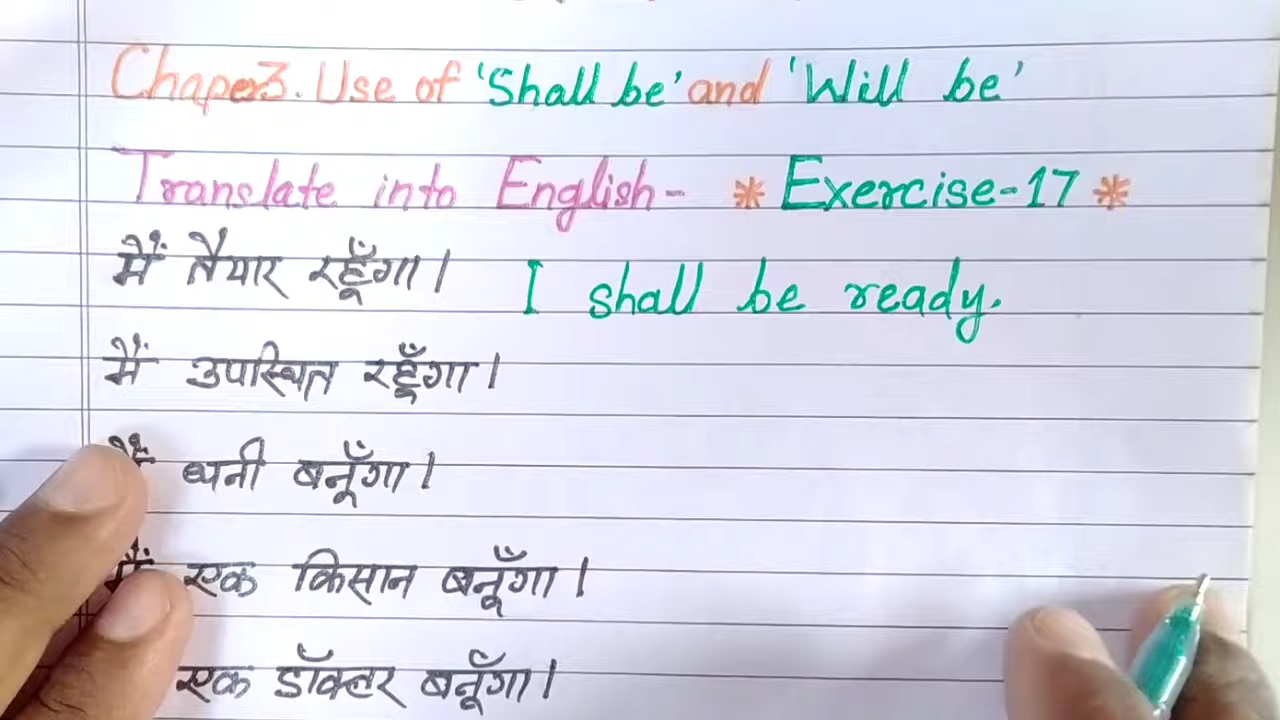 Chaper3. Use of 'Shall be' and 'Will be'
Translate into English- * Exercise-17 *
मैं तैयार रहूँगा। I shall be ready.
मैं उपस्थित रहूँगा।
मैं धनी बनूँगा।
मैं एक किसान बनूँगा।
एक डॉक्टर बनूँगा।